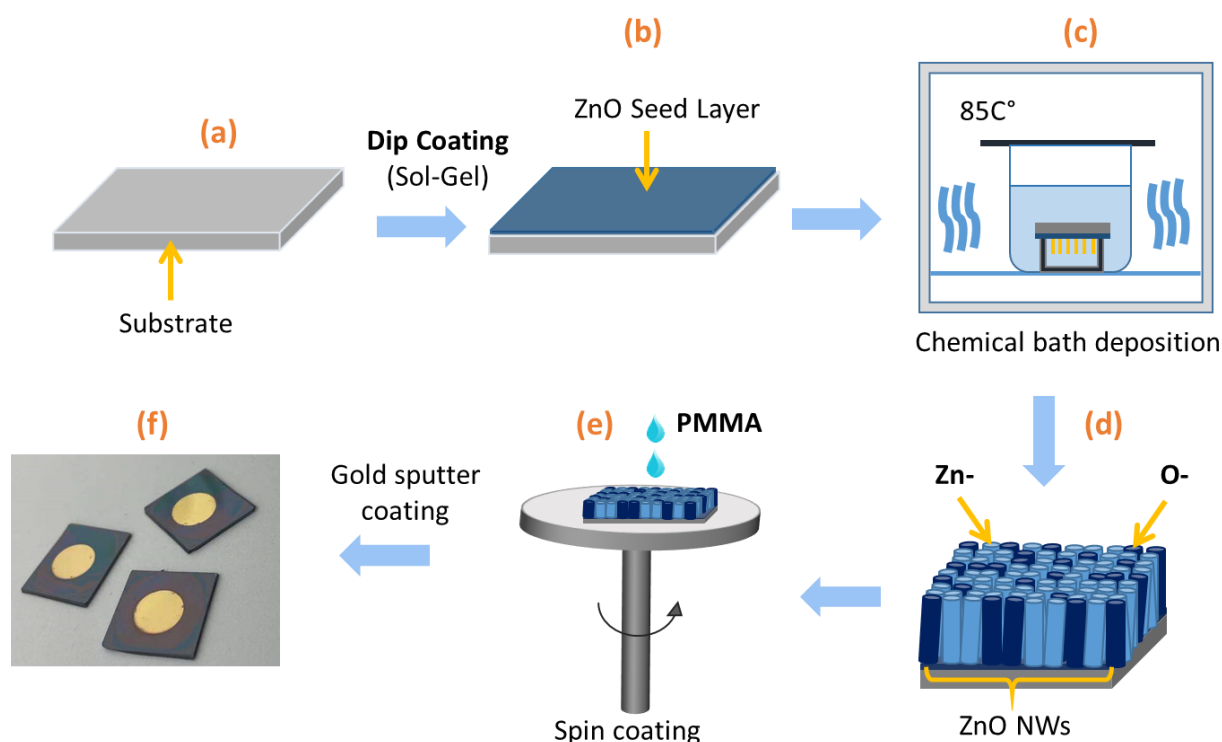 (a)
Substrate
Dip Coating
(Sol-Gel)
(b)
ZnO Seed Layer
(c)
85C°
Chemical bath deposition
(d)
Zn-
O-
ZnO NWs
(e)
PMMA
Spin coating
Gold sputter
coating
(f)